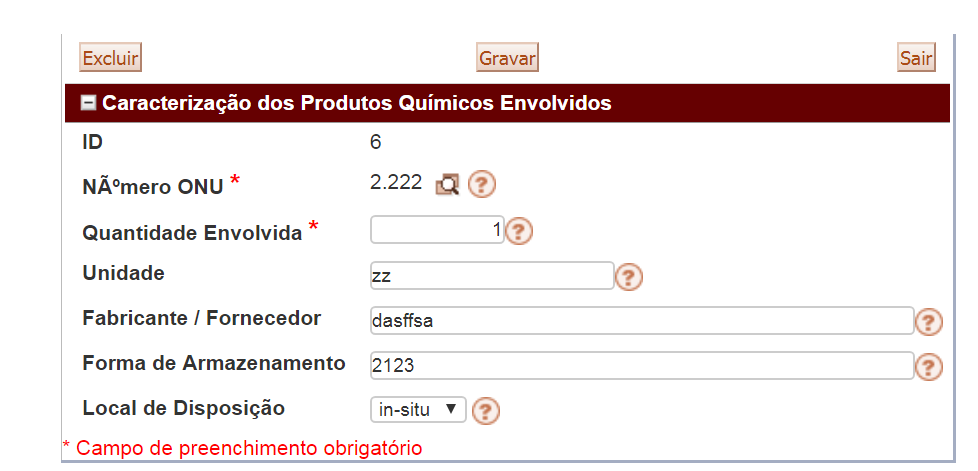 Excluir Gravar Sair
Caracterização dos Produtos Químicos Envolvidos
ID 6
NÃºmero ONU * 2.222 ?
Quantidade Envolvida * 1 ?
Unidade zz ?
Fabricante / Fornecedor dasffsa ?
Forma de Armazenamento 2123 ?
Local de Disposição in-situ ?
* Campo de preenchimento obrigatório